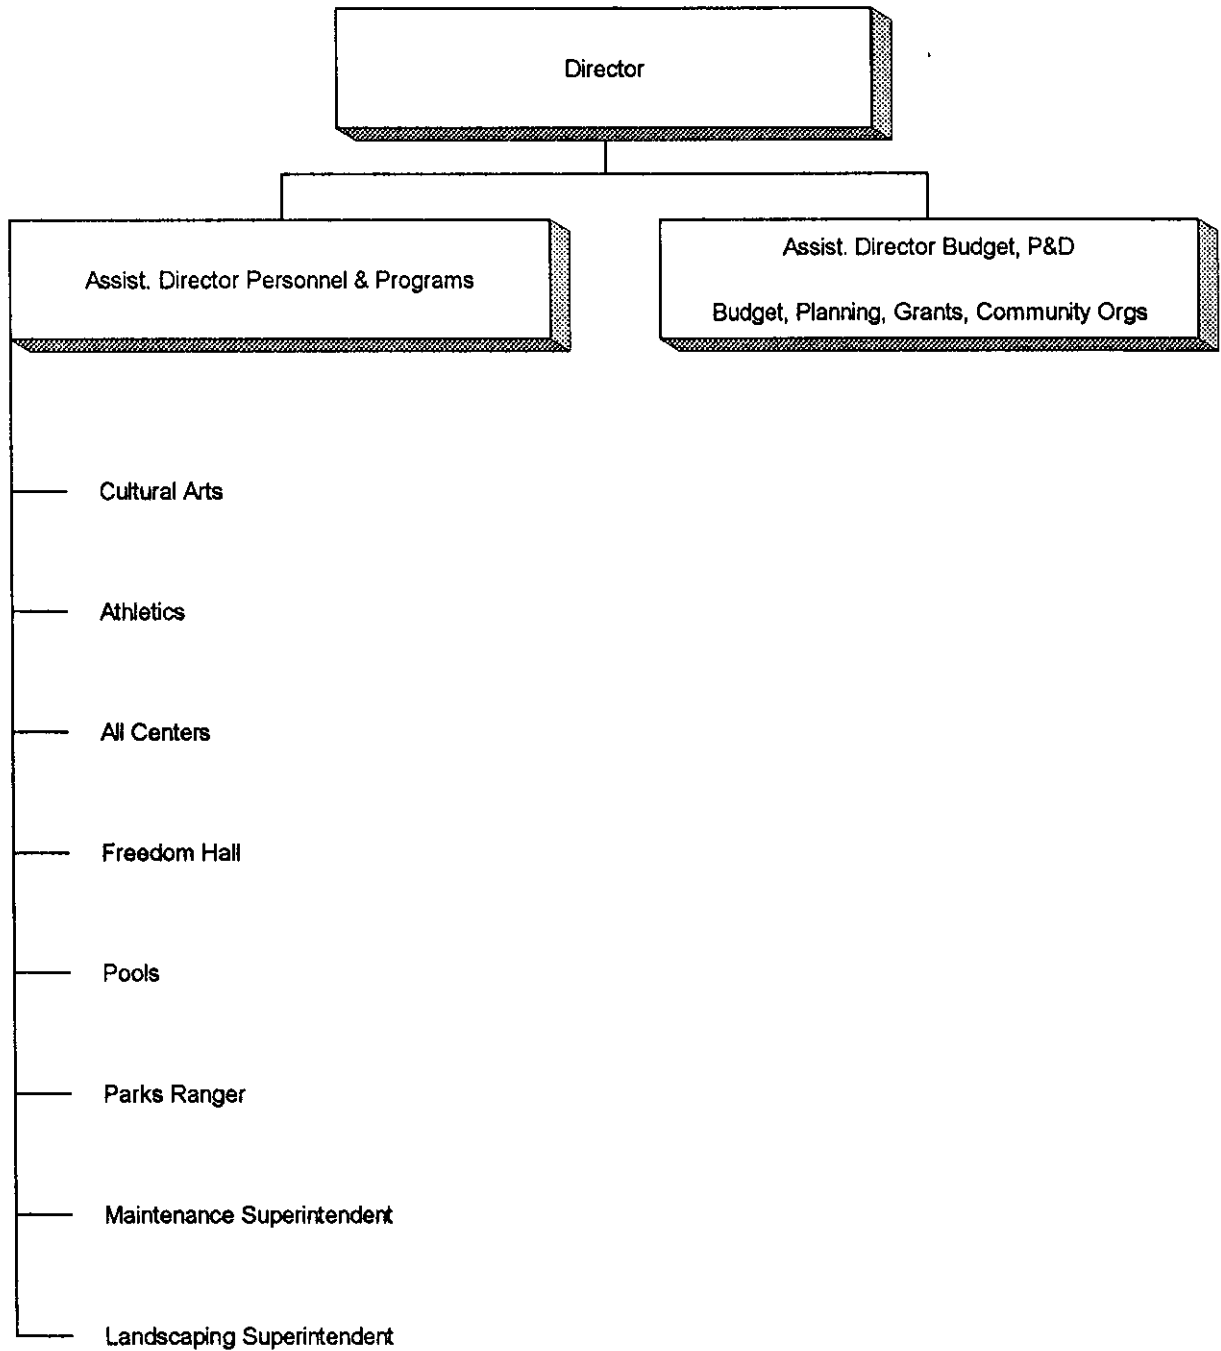 Director
Assist. Director Personnel & Programs
Assist. Director Budget, P&D
Budget, Planning, Grants, Community Orgs
Cultural Arts
Athletics
All Centers
Freedom Hall
Pools
Parks Ranger
Maintenance Superintendent
Landscaping Superintendent